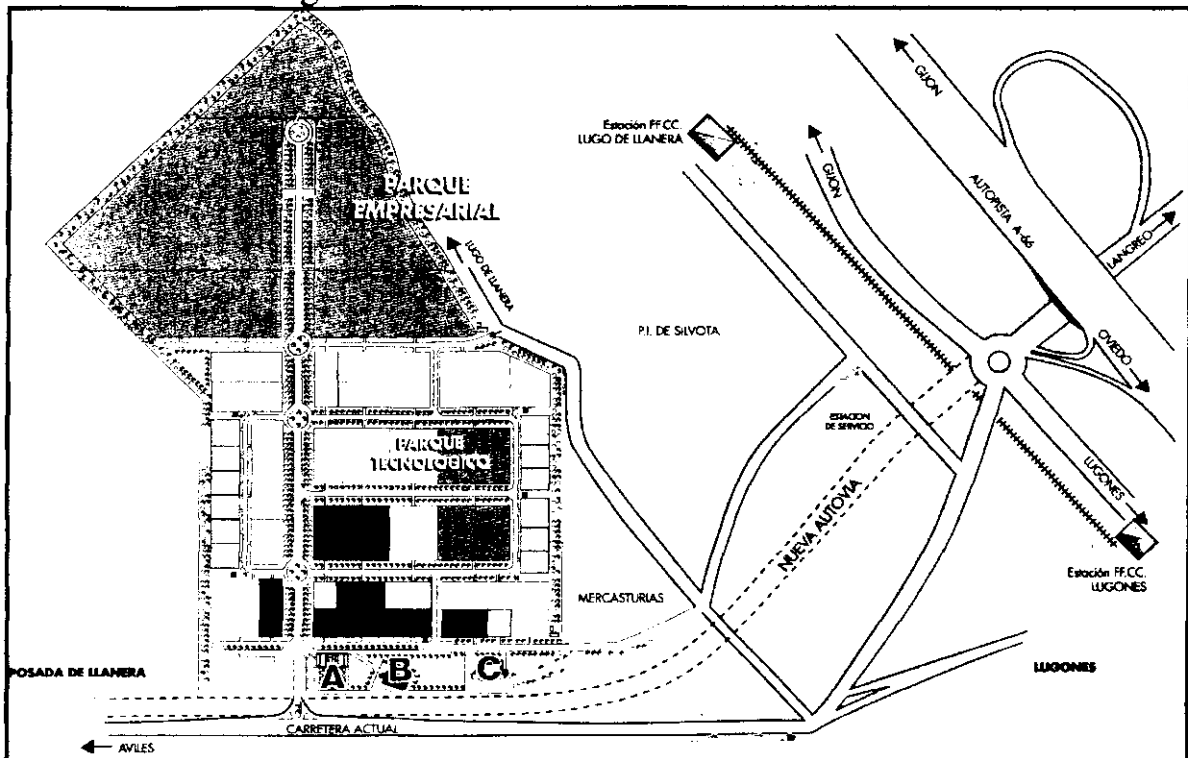 GIJON
Estación FF.CC.
LUGO DE LLANERA
GIJON
AUTOPISTA A-66
LANGREO
PARQUE
EMPRESARIAL
LUGO DE LLANERA
P.I. DE SILVOTA
OVIEDO
ESTACION
DE SERVICIO
PARQUE
TECNOLOGICO
LUGONES
NUEVA AUTOVIA
MERCASTURIAS
Estación FF.CC.
LUGONES
POSADA DE LLANERA
A
B
C
LUGONES
CARRETERA ACTUAL
AVILES